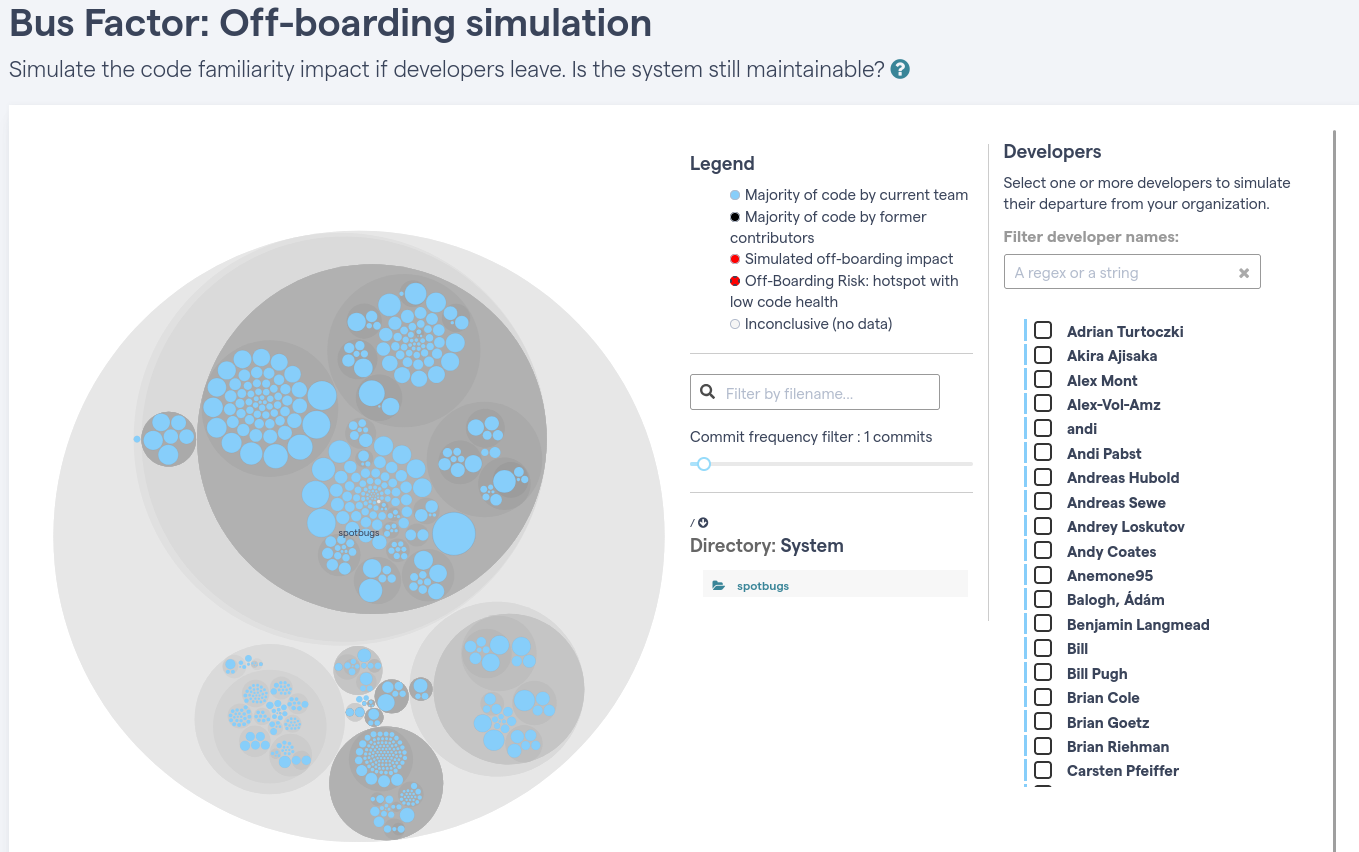 Bus Factor: Off-boarding simulation
Simulate the code familiarity impact if developers leave. Is the system still maintainable? ?
spotbugs
Legend
Majority of code by current team
Majority of code by former
contributors
Simulated off-boarding impact
Off-Boarding Risk: hotspot with
low code health
Inconclusive (no data)
Filter by filename...
Commit frequency filter : 1 commits
/
Directory: System
spotbugs
Developers
Select one or more developers to simulate
their departure from your organization.
Filter developer names:
A regex or a string
Adrian Turtoczki
Akira Ajisaka
Alex Mont
Alex-Vol-Amz
andi
Andi Pabst
Andreas Hubold
Andreas Sewe
Andrey Loskutov
Andy Coates
Anemone95
Balogh, Ádám
Benjamin Langmead
Bill
Bill Pugh
Brian Cole
Brian Goetz
Brian Riehman
Carsten Pfeiffer